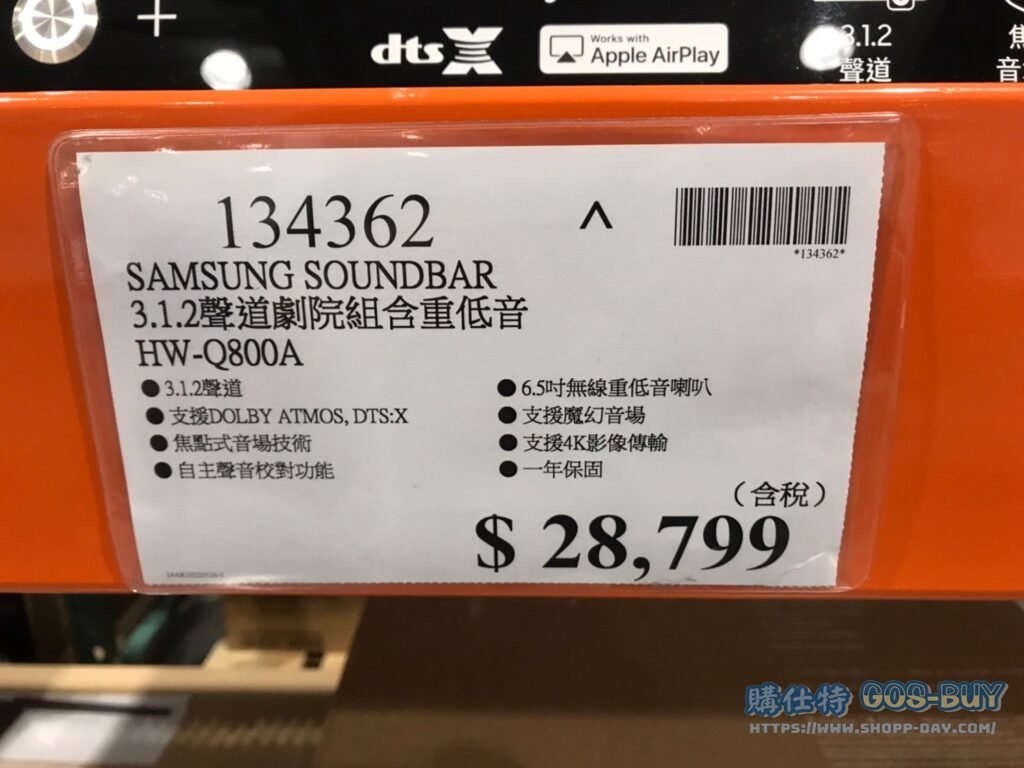 +
dts X
Works with
Apple AirPlay
3.1.2
聲道
焦
音
134362
^
*134362*
SAMSUNG SOUNDBAR
3.1.2聲道劇院組含重低音
HW-Q800A
● 3.1.2聲道
● 支援DOLBY ATMOS, DTS:X
● 焦點式音場技術
● 自主聲音校對功能
● 6.5吋無線重低音喇叭
● 支援魔幻音場
● 支援4K影像傳輸
● 一年保固
（含稅）
$ 28,799
購仕特 GOS-BUY
HTTPS://WWW.SHOPP-DAY.COM/